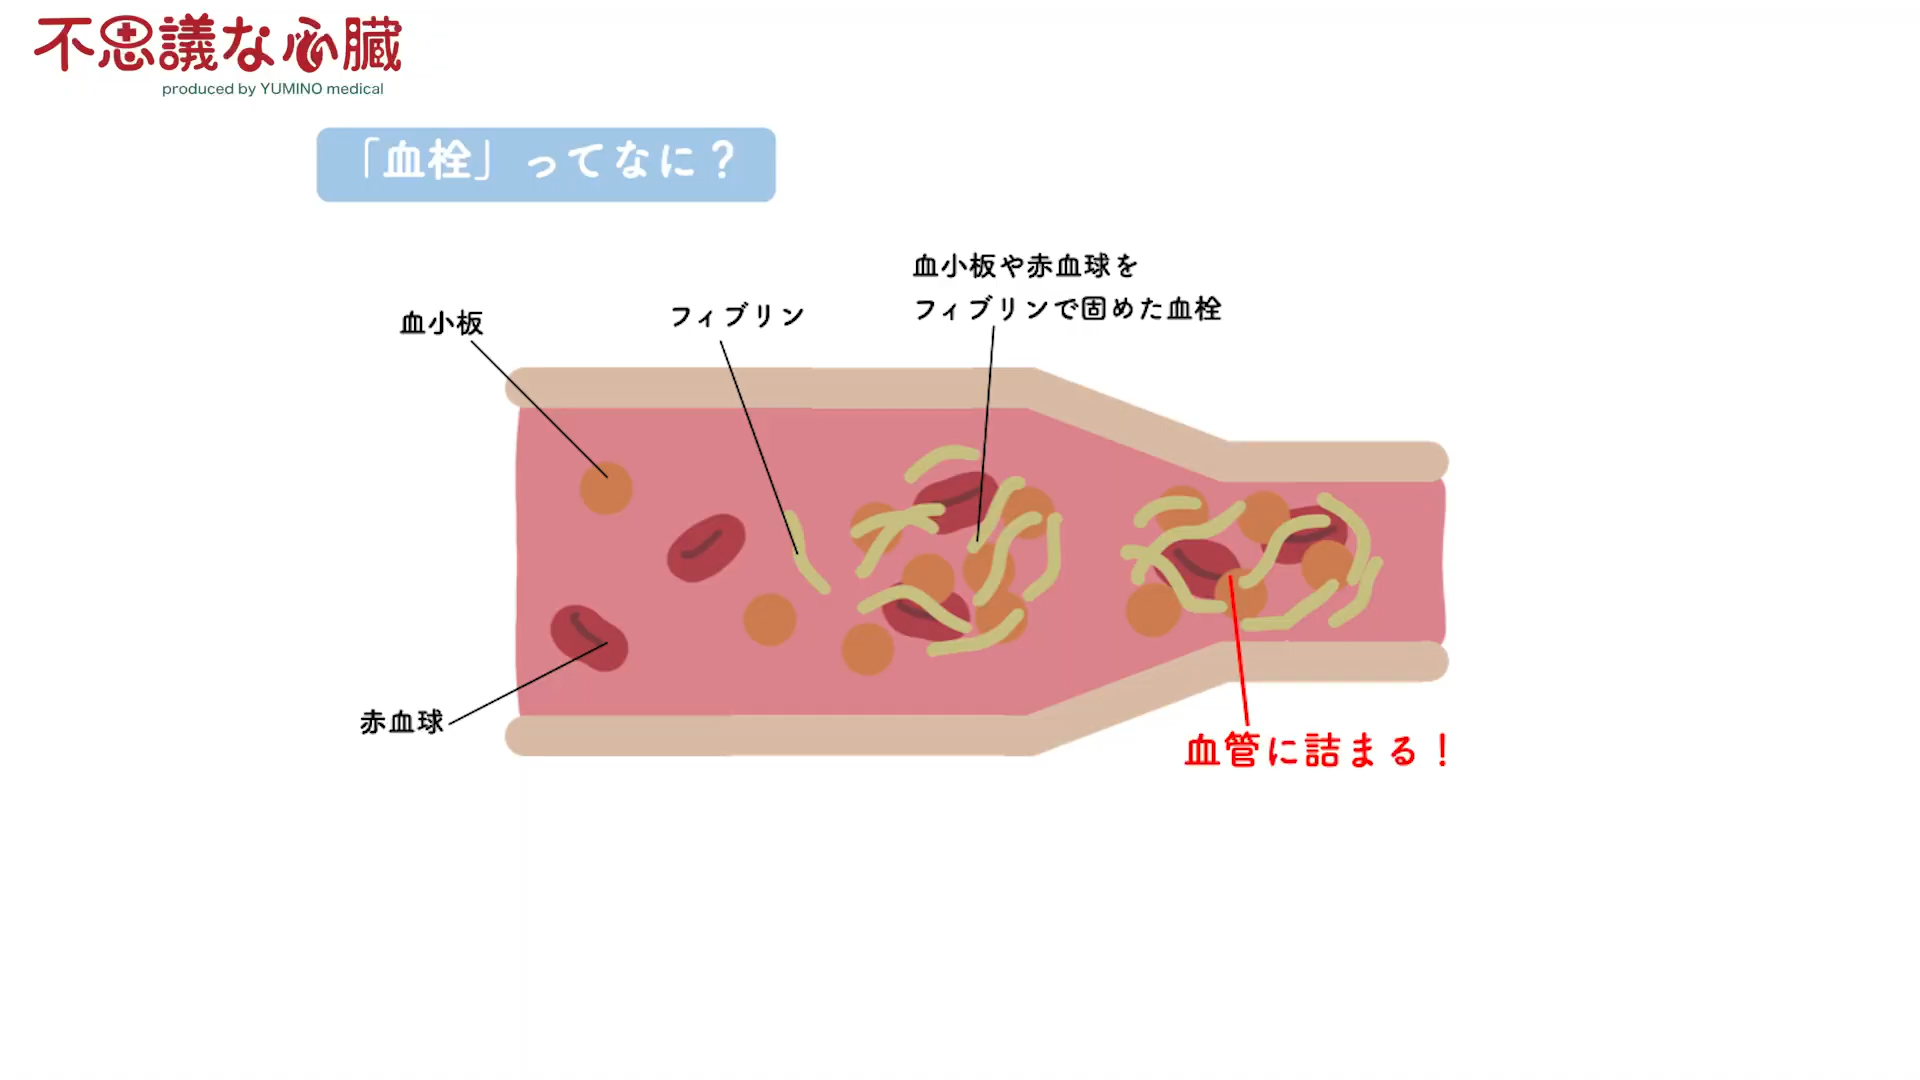 不思議な心臓
produced by YUMINO medical
「血栓」ってなに？
血小板や赤血球を
フィブリンで固めた血栓
血小板
フィブリン
赤血球
血管に詰まる！